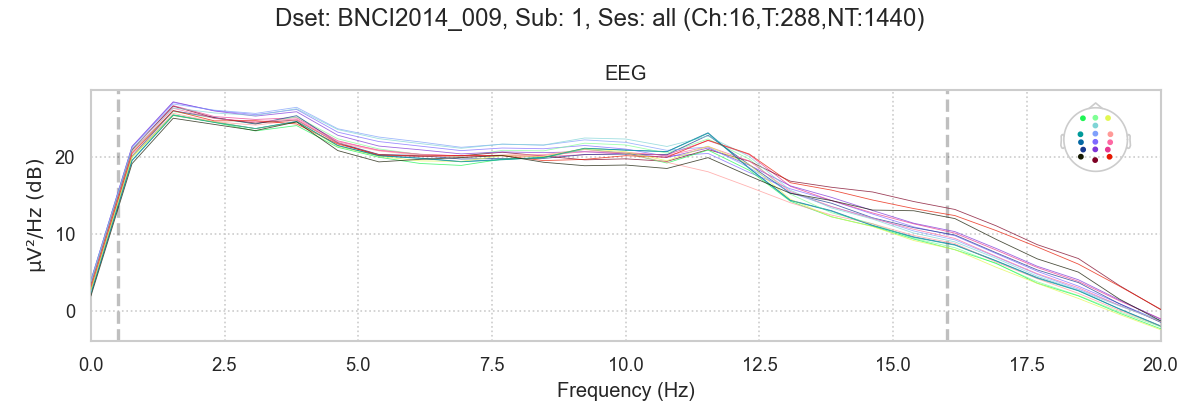 Dset: BNCI2014_009, Sub: 1, Ses: all (Ch:16,T:288,NT:1440)
EEG
µV²/Hz (dB)
20
10
0
0.0 2.5 5.0 7.5 10.0 12.5 15.0 17.5 20.0
Frequency (Hz)